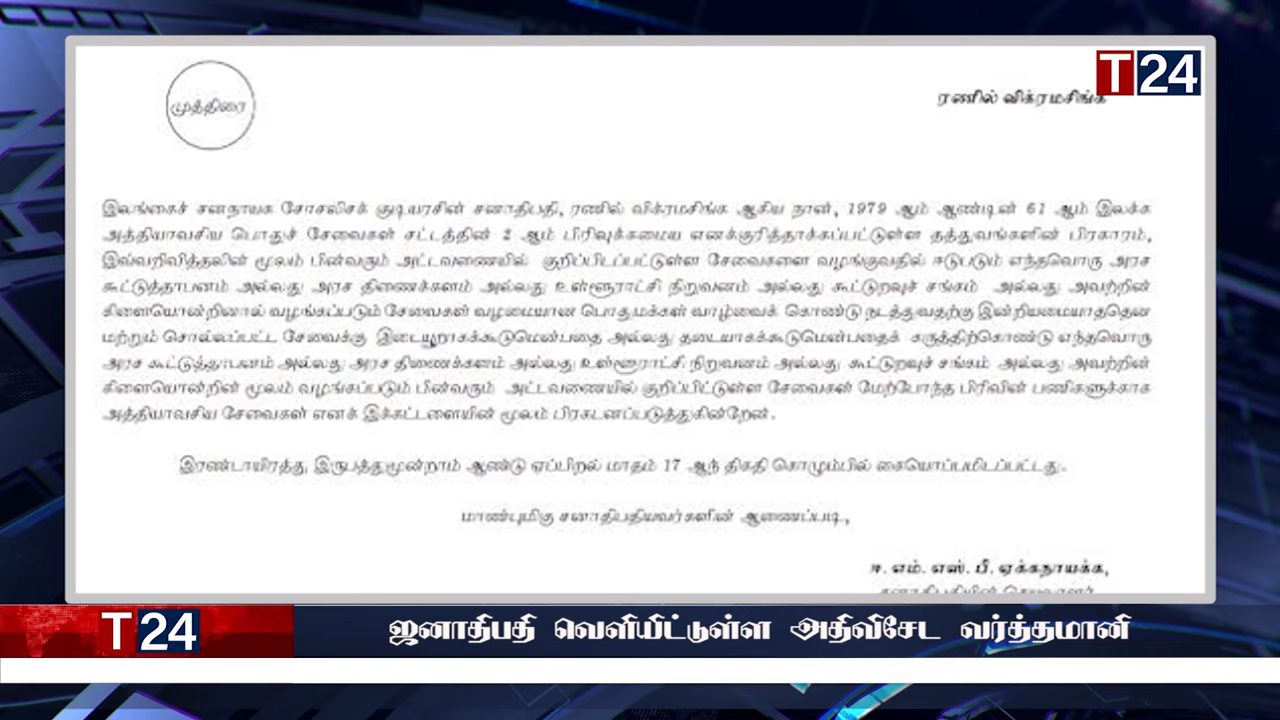 T24
முத்திரை
ரணில் விக்ரமசிங்க
இலங்கைச் சனநாயக சோசலிசக் குடியரசின் சனாதிபதி, ரணில் விக்ரமசிங்க ஆகிய நான், 1979 ஆம் ஆண்டின் 61 ஆம் இலக்க
அத்தியாவசிய பொதுச் சேவைகள் சட்டத்தின் 2 ஆம் பிரிவுக்கமைய எனக்குரித்தாக்கப்பட்டுள்ள தத்துவங்களின் பிரகாரம்,
இவ்வறிவித்தலின் மூலம் பின்வரும் அட்டவணையில் குறிப்பிடப்பட்டுள்ள சேவைகளை வழங்குவதில் ஈடுபடும் எந்தவொரு அரச
கூட்டுத்தாபனம் அல்லது அரச திணைக்களம் அல்லது உள்ளூராட்சி நிறுவனம் அல்லது கூட்டுறவுச் சங்கம் அல்லது அவற்றின்
கிளையொன்றினால் வழங்கப்படும் சேவைகள் வழமையான பொதுமக்கள் வாழ்வைக் கொண்டு நடத்துவதற்கு இன்றியமையாததென
மற்றும் சொல்லப்பட்ட சேவைக்கு இடையூறாகக்கூடுமென்பதை அல்லது தடையாகக்கூடுமென்பதைக் கருத்திற்கொண்டு எந்தவொரு
அரச கூட்டுத்தாபனம் அல்லது அரச திணைக்களம் அல்லது உள்ளூராட்சி நிறுவனம் அல்லது கூட்டுறவுச் சங்கம் அல்லது அவற்றின்
கிளையொன்றின் மூலம் வழங்கப்படும் பின்வரும் அட்டவணையில் குறிப்பிட்டுள்ள சேவைகள் மேற்போந்த பிரிவின் பணிகளுக்காக
அத்தியாவசிய சேவைகள் எனக் இக்கட்டளையின் மூலம் பிரகடனப்படுத்துகின்றேன்.
இரண்டாயிரத்து இருபத்துமூன்றாம் ஆண்டு ஏப்பிறல் மாதம் 17 ஆந் திகதி கொழும்பில் கையொப்பமிடப்பட்டது.
மாண்புமிகு சனாதிபதியவர்களின் ஆணைப்படி,
ஈ. எம். எஸ். பீ. ஏக்கநாயக்க,
T24
ஜனாதிபதி வெளியிட்டுள்ள அதிவிசேட வர்த்தமானி